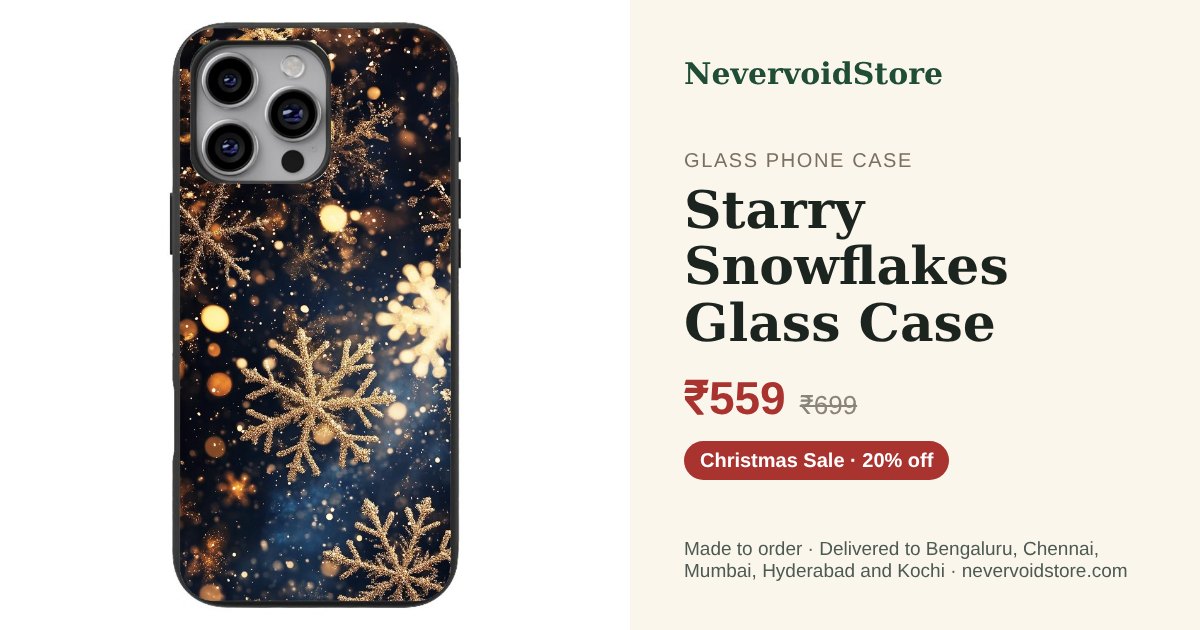 NevervoidStore
GLASS PHONE CASE
Starry
Snowflakes
Glass Case
₹559 ₹699
Christmas Sale · 20% off
Made to order · Delivered to Bengaluru, Chennai,
Mumbai, Hyderabad and Kochi · nevervoidstore.com